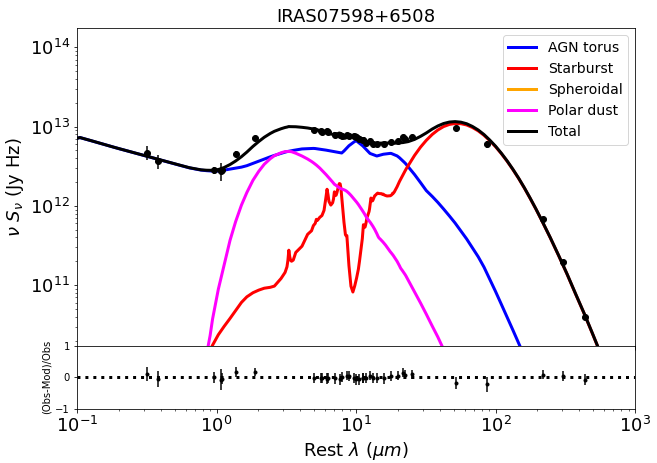 IRAS07598+6508
AGN torus
Starburst
Spheroidal
Polar dust
Total
10^14
10^13
10^12
10^11
ν S_ν (Jy Hz)
1
0
−1
(Obs-Mod)/Obs
10^−1 10^0 10^1 10^2 10^3
Rest λ (μm)